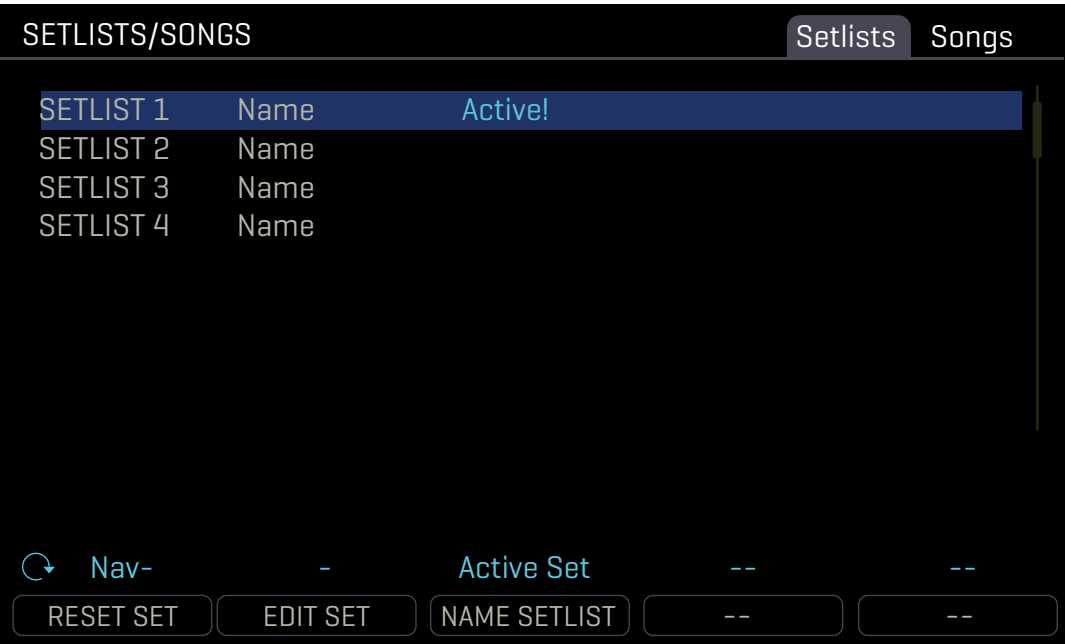 SETLISTS/SONGS Setlists Songs
SETLIST 1 Name Active!
SETLIST 2 Name
SETLIST 3 Name
SETLIST 4 Name
Nav- - Active Set -- --
RESET SET EDIT SET NAME SETLIST -- --